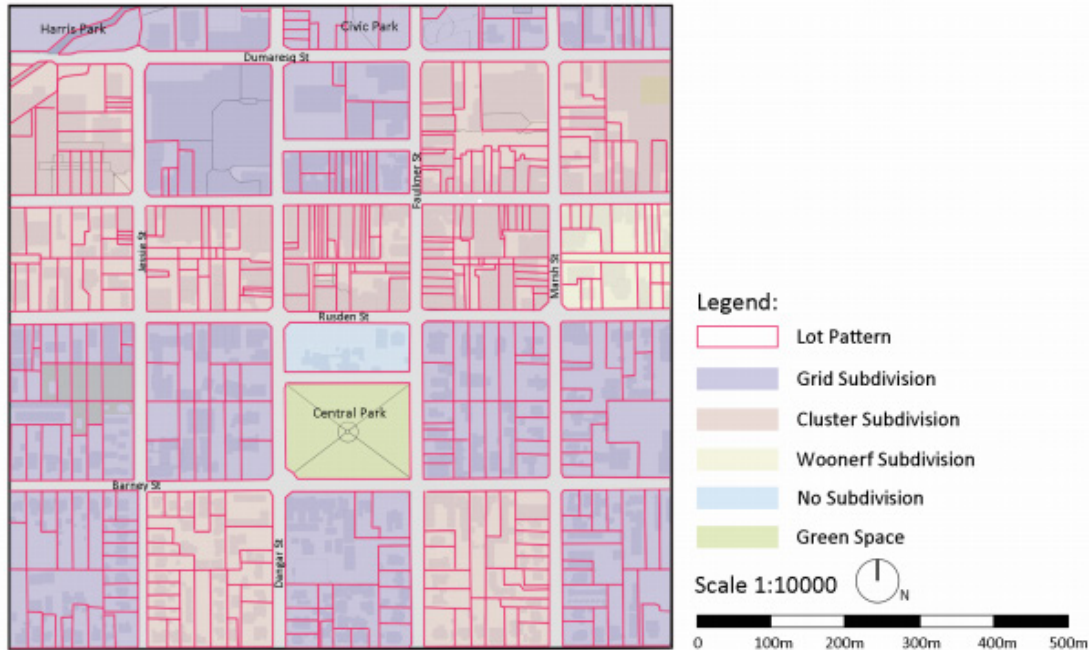 Harris Park
Civic Park
Dumaresq St
Faulkner St
Jessie St
Marsh St
Rusden St
Central Park
Barney St
Dangar St
Legend:
Lot Pattern
Grid Subdivision
Cluster Subdivision
Woonerf Subdivision
No Subdivision
Green Space
Scale 1:10000
N
0 100m 200m 300m 400m 500m